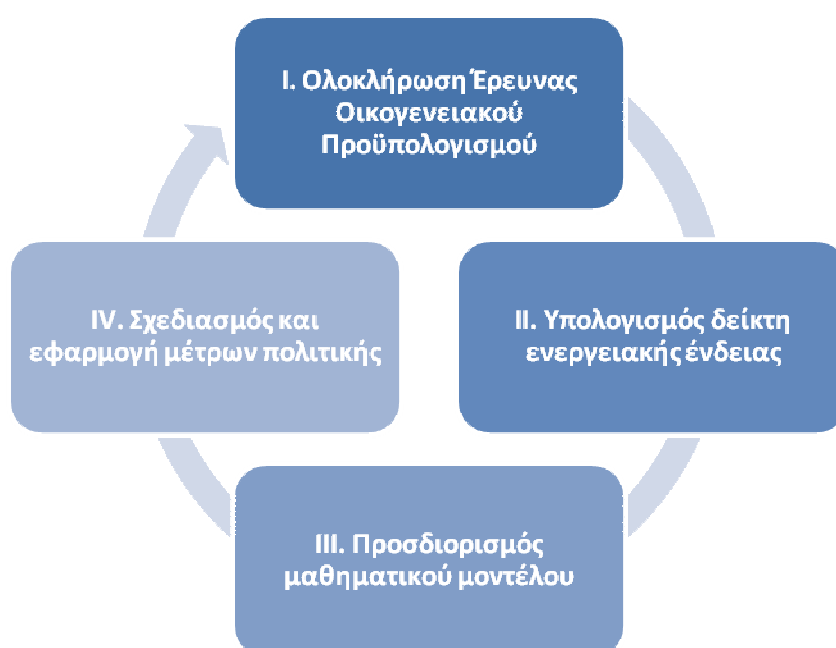 I. Ολοκλήρωση Έρευνας
Οικογενειακού
Προϋπολογισμού
II. Υπολογισμός δείκτη
ενεργειακής ένδειας
III. Προσδιορισμός
μαθηματικού μοντέλου
IV. Σχεδιασμός και
εφαρμογή μέτρων πολιτικής